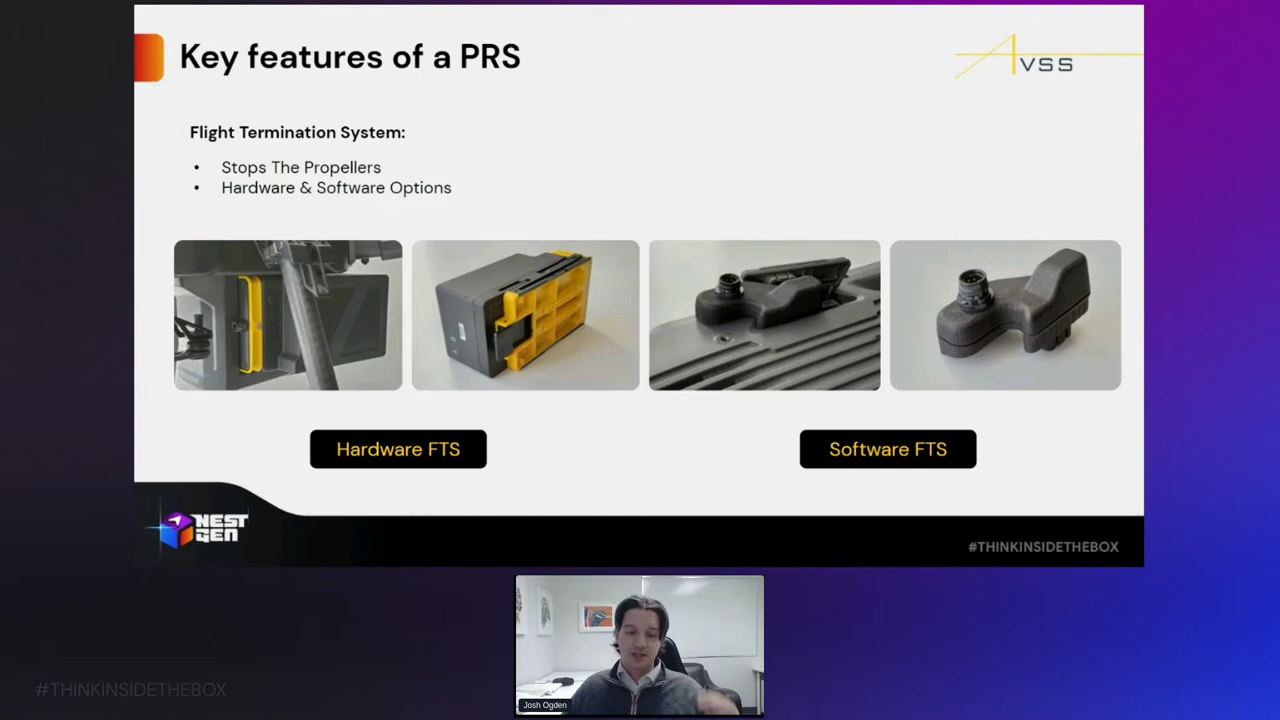 Key features of a PRS
AVSS
Flight Termination System:
• Stops The Propellers
• Hardware & Software Options
Hardware FTS
Software FTS
NEST
GEN
#THINKINSIDETHEBOX
#THINKINSIDETHEBOX
Josh Ogden